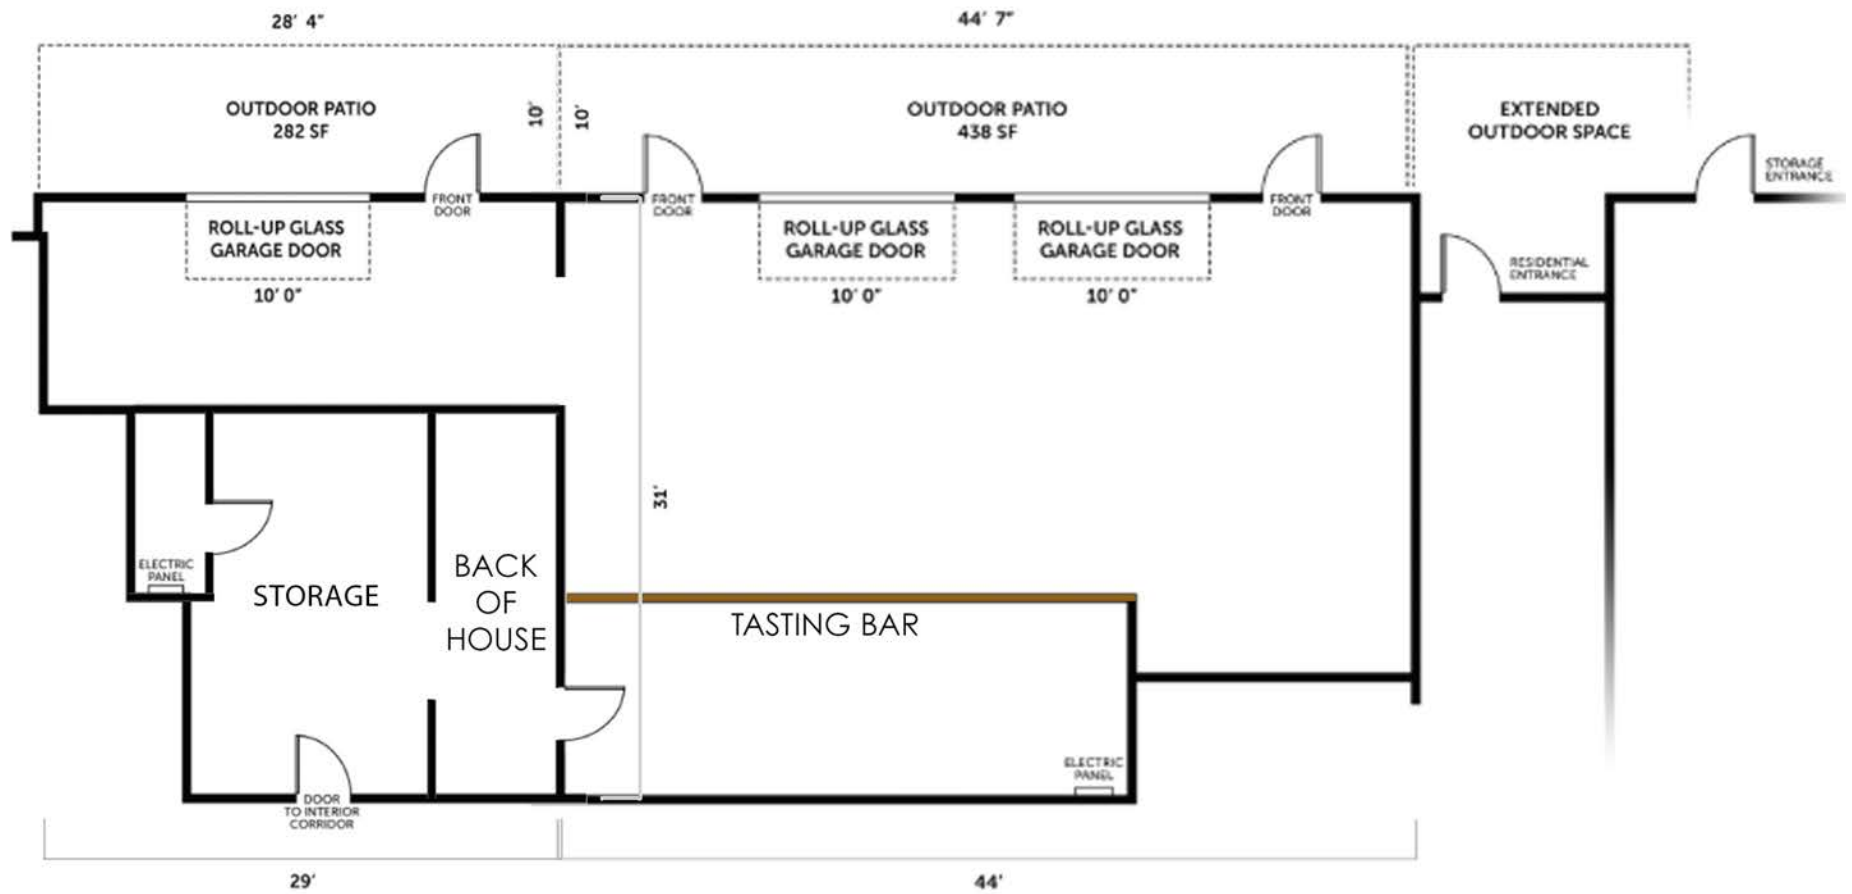 28' 4"
44' 7"
OUTDOOR PATIO
282 SF
10'
10'
OUTDOOR PATIO
438 SF
EXTENDED
OUTDOOR SPACE
STORAGE
ENTRANCE
FRONT
DOOR
FRONT
DOOR
FRONT
DOOR
ROLL-UP GLASS
GARAGE DOOR
10' 0"
ROLL-UP GLASS
GARAGE DOOR
10' 0"
ROLL-UP GLASS
GARAGE DOOR
10' 0"
RESIDENTIAL
ENTRANCE
31'
ELECTRIC
PANEL
STORAGE
BACK
OF
HOUSE
TASTING BAR
ELECTRIC
PANEL
DOOR
TO INTERIOR
CORRIDOR
29'
44'